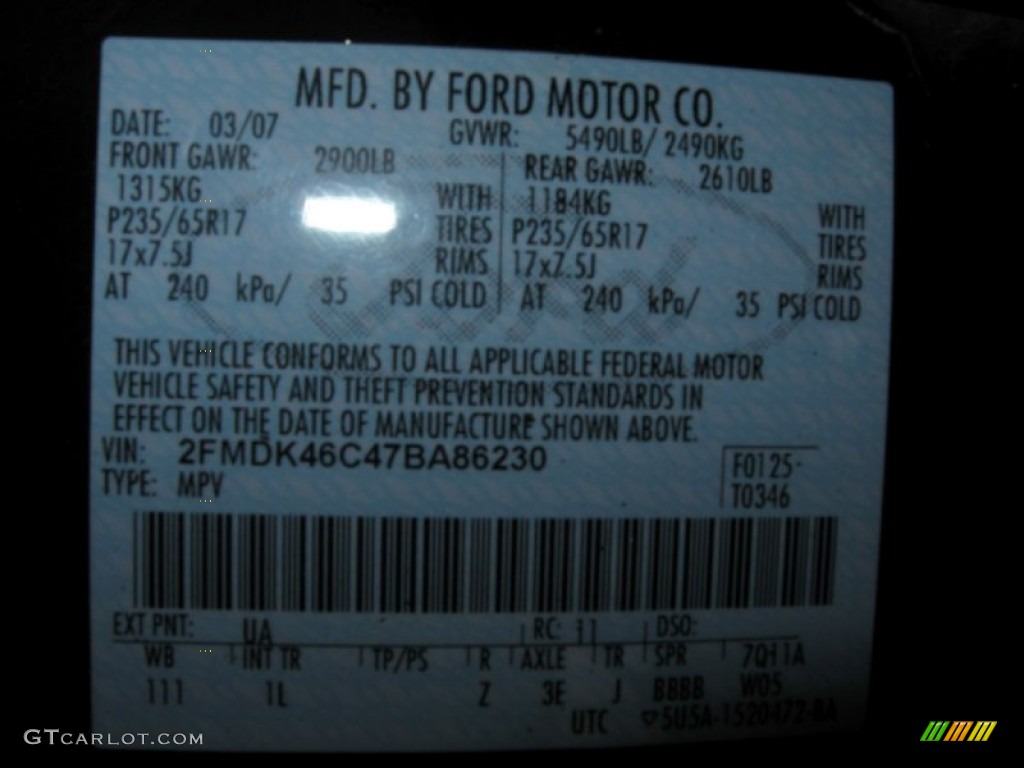 MFD. BY FORD MOTOR CO.
DATE: 03/07 GVWR: 5490LB/ 2490KG
FRONT GAWR: 2900LB REAR GAWR: 2610LB
1315KG WITH 1184KG WITH
P235/65R17 TIRES P235/65R17 TIRES
17x7.5J RIMS 17x7.5J RIMS
AT 240 kPa/ 35 PSI COLD AT 240 kPa/ 35 PSI COLD
THIS VEHICLE CONFORMS TO ALL APPLICABLE FEDERAL MOTOR
VEHICLE SAFETY AND THEFT PREVENTION STANDARDS IN
EFFECT ON THE DATE OF MANUFACTURE SHOWN ABOVE.
VIN: 2FMDK46C47BA86230
TYPE: MPV
F0125-
T0346
EXT PNT: UA RC: 11 DSO:
WB INT TR TP/PS R AXLE TR SPR 7Q11A
111 1L Z 3E J BBBB W05
UTC 5U5A-1520472-BA
GTCARLOT.COM